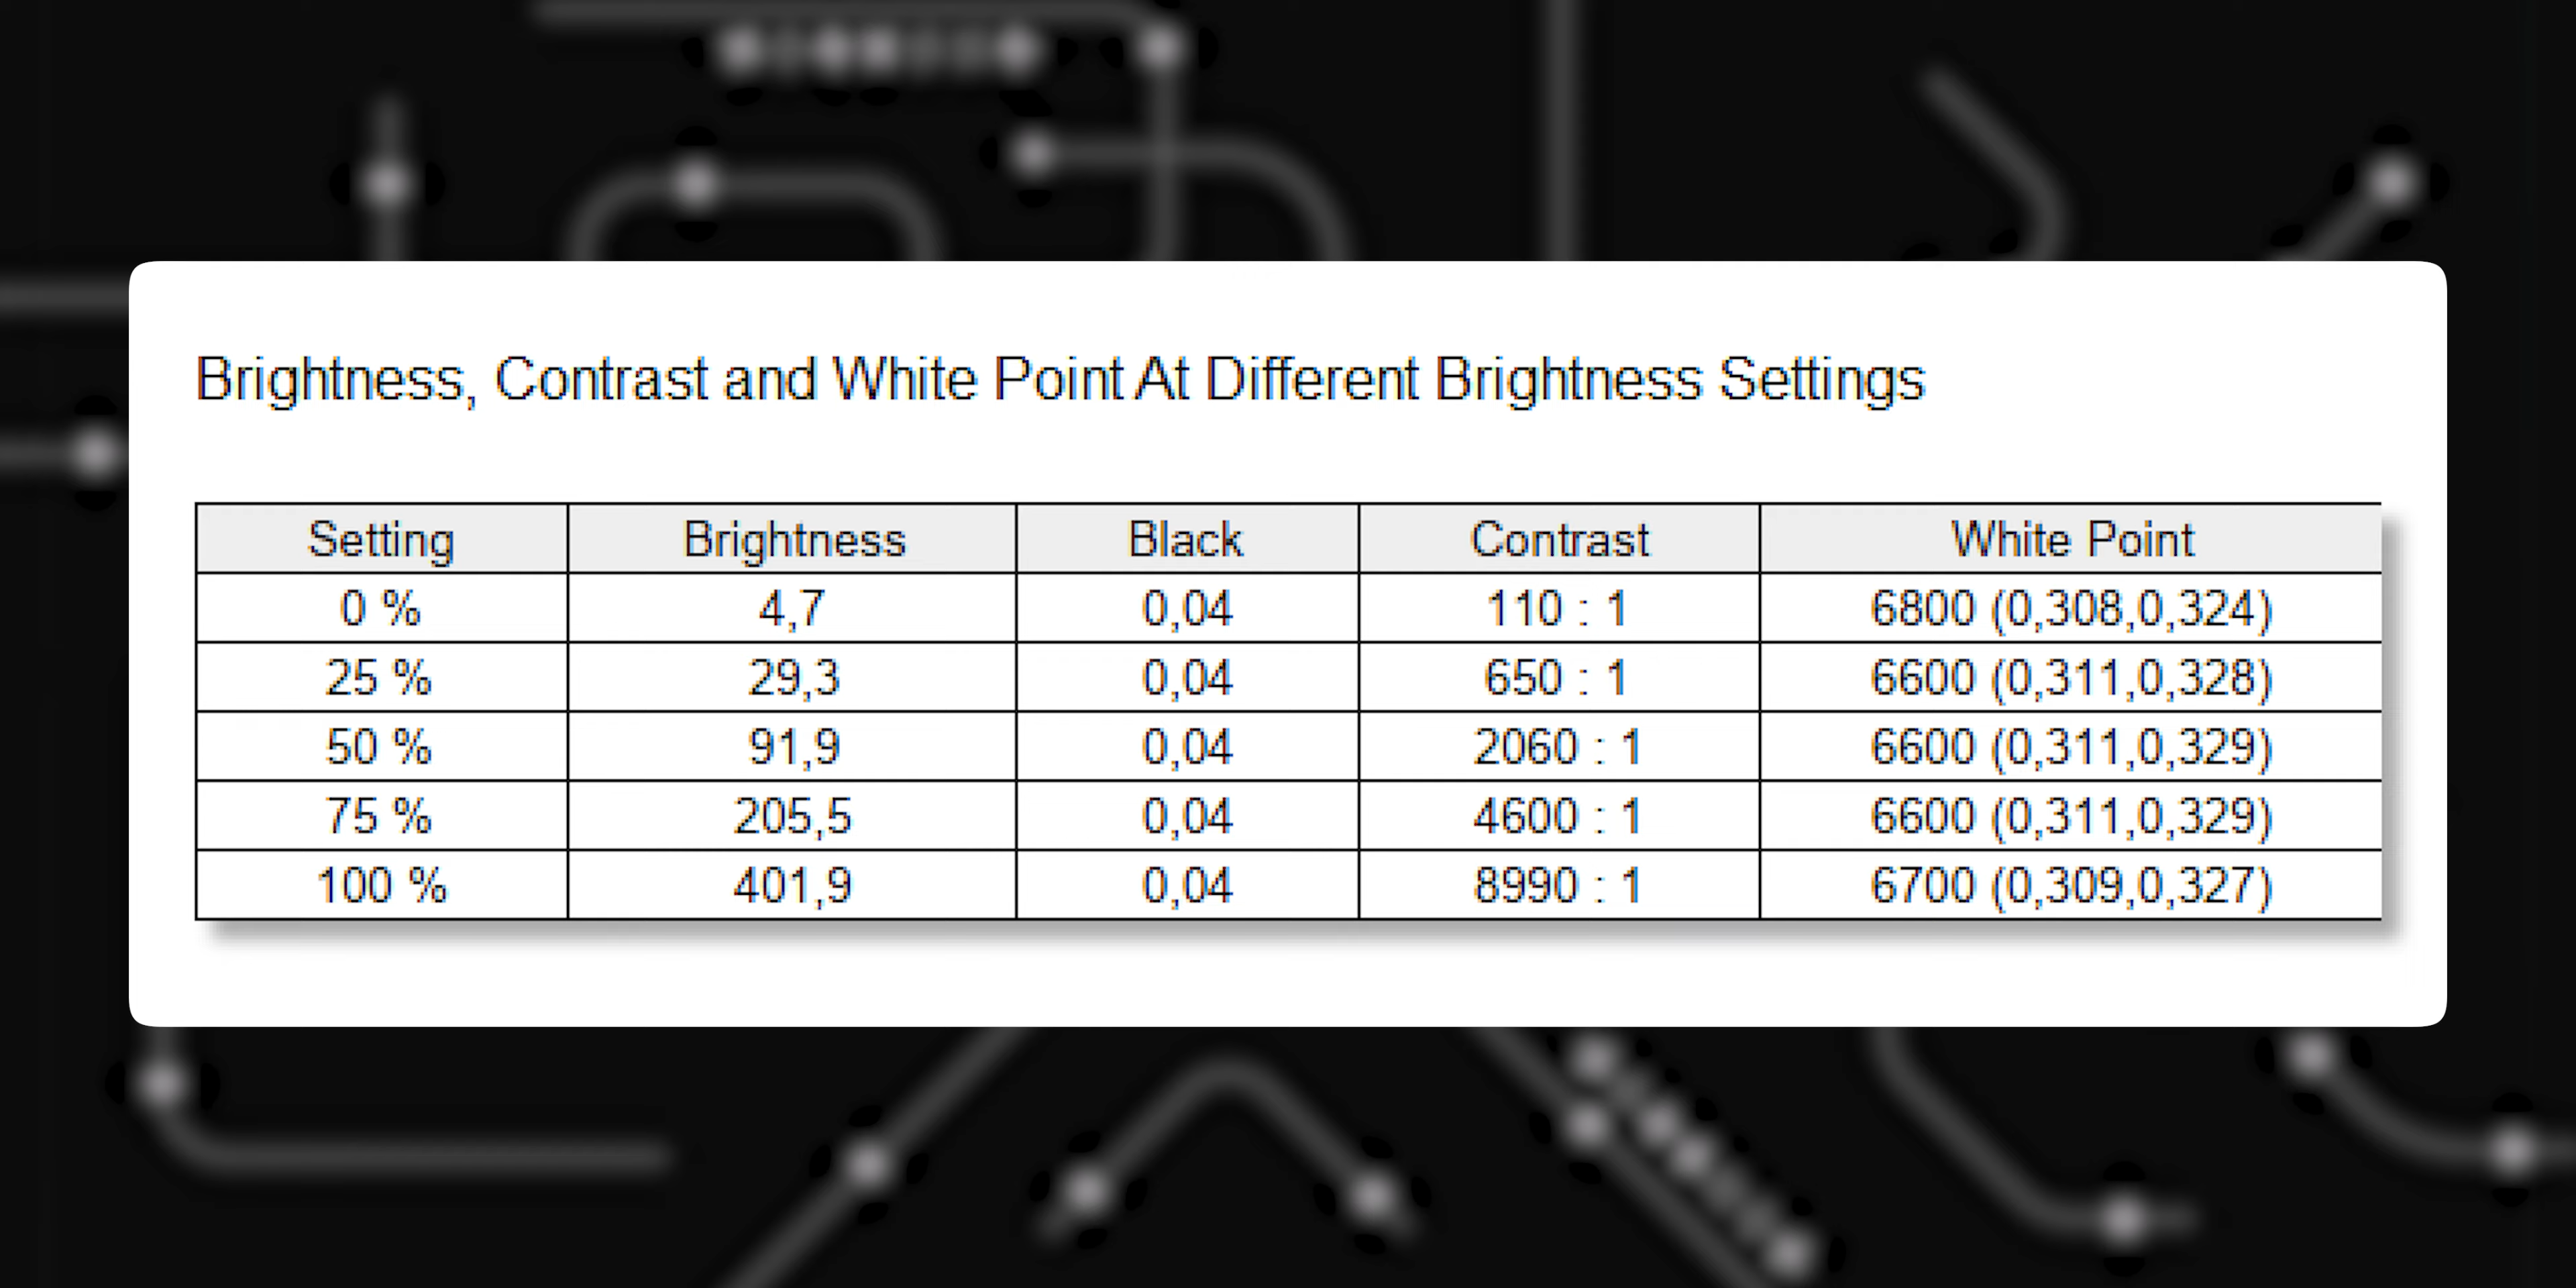 Brightness, Contrast and White Point At Different Brightness Settings
Setting Brightness Black Contrast White Point
0 % 4,7 0,04 110 : 1 6800 (0,308,0,324)
25 % 29,3 0,04 650 : 1 6600 (0,311,0,328)
50 % 91,9 0,04 2060 : 1 6600 (0,311,0,329)
75 % 205,5 0,04 4600 : 1 6600 (0,311,0,329)
100 % 401,9 0,04 8990 : 1 6700 (0,309,0,327)